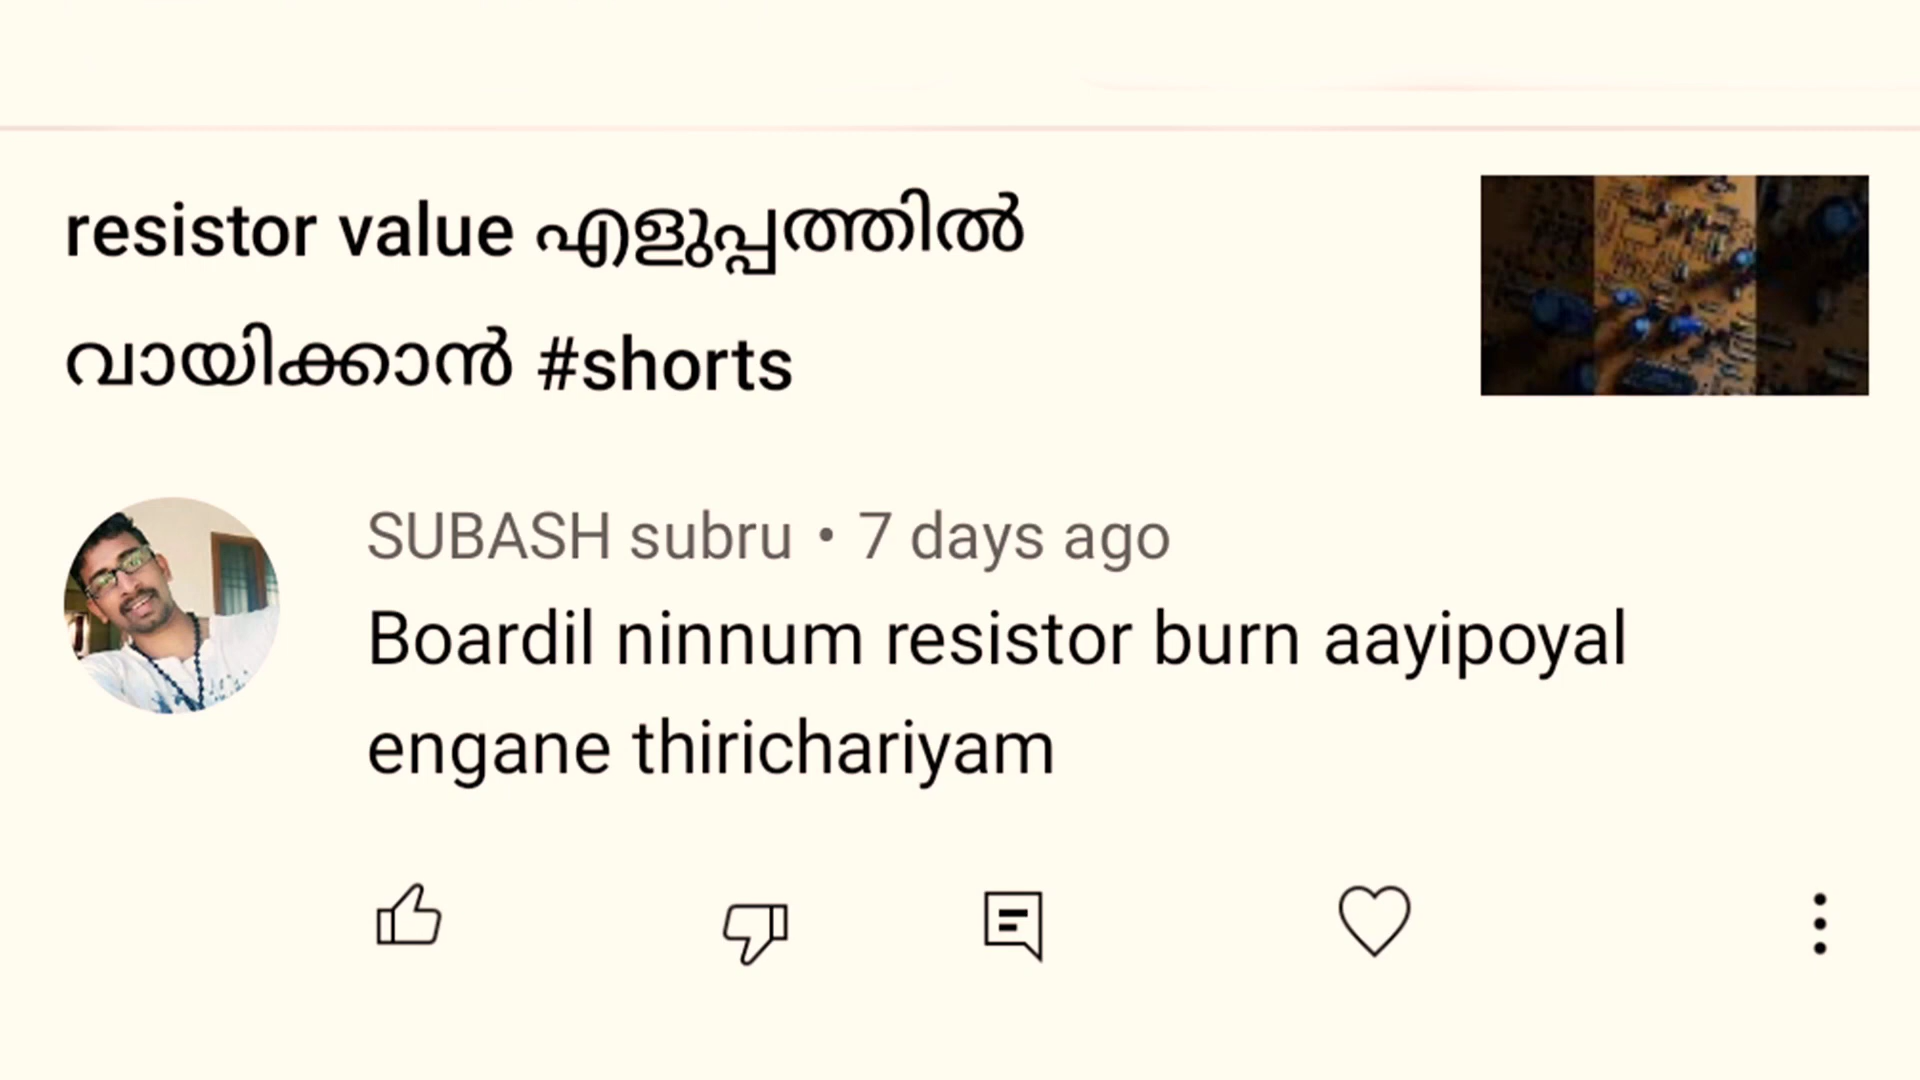 resistor value എളുപ്പത്തിൽ
വായിക്കാൻ #shorts
SUBASH subru • 7 days ago
Boardil ninnum resistor burn aayipoyal
engane thirichariyam